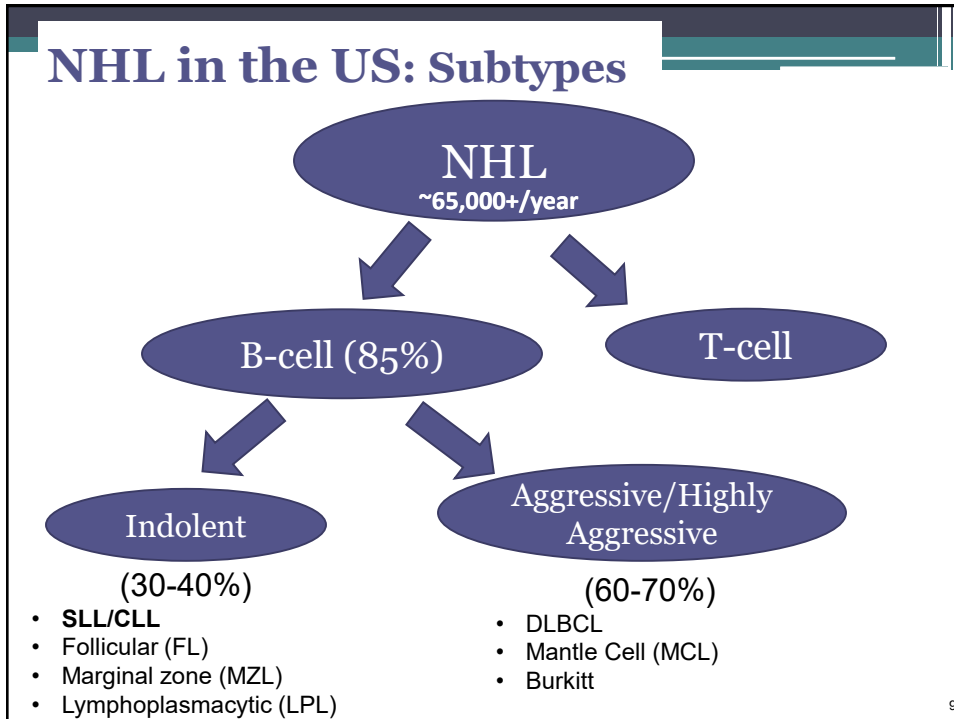 NHL in the US: Subtypes
NHL
~65,000+/year
B-cell (85%)
T-cell
Indolent
Aggressive/Highly
Aggressive
(30-40%)
• SLL/CLL
• Follicular (FL)
• Marginal zone (MZL)
• Lymphoplasmacytic (LPL)
(60-70%)
• DLBCL
• Mantle Cell (MCL)
• Burkitt
9